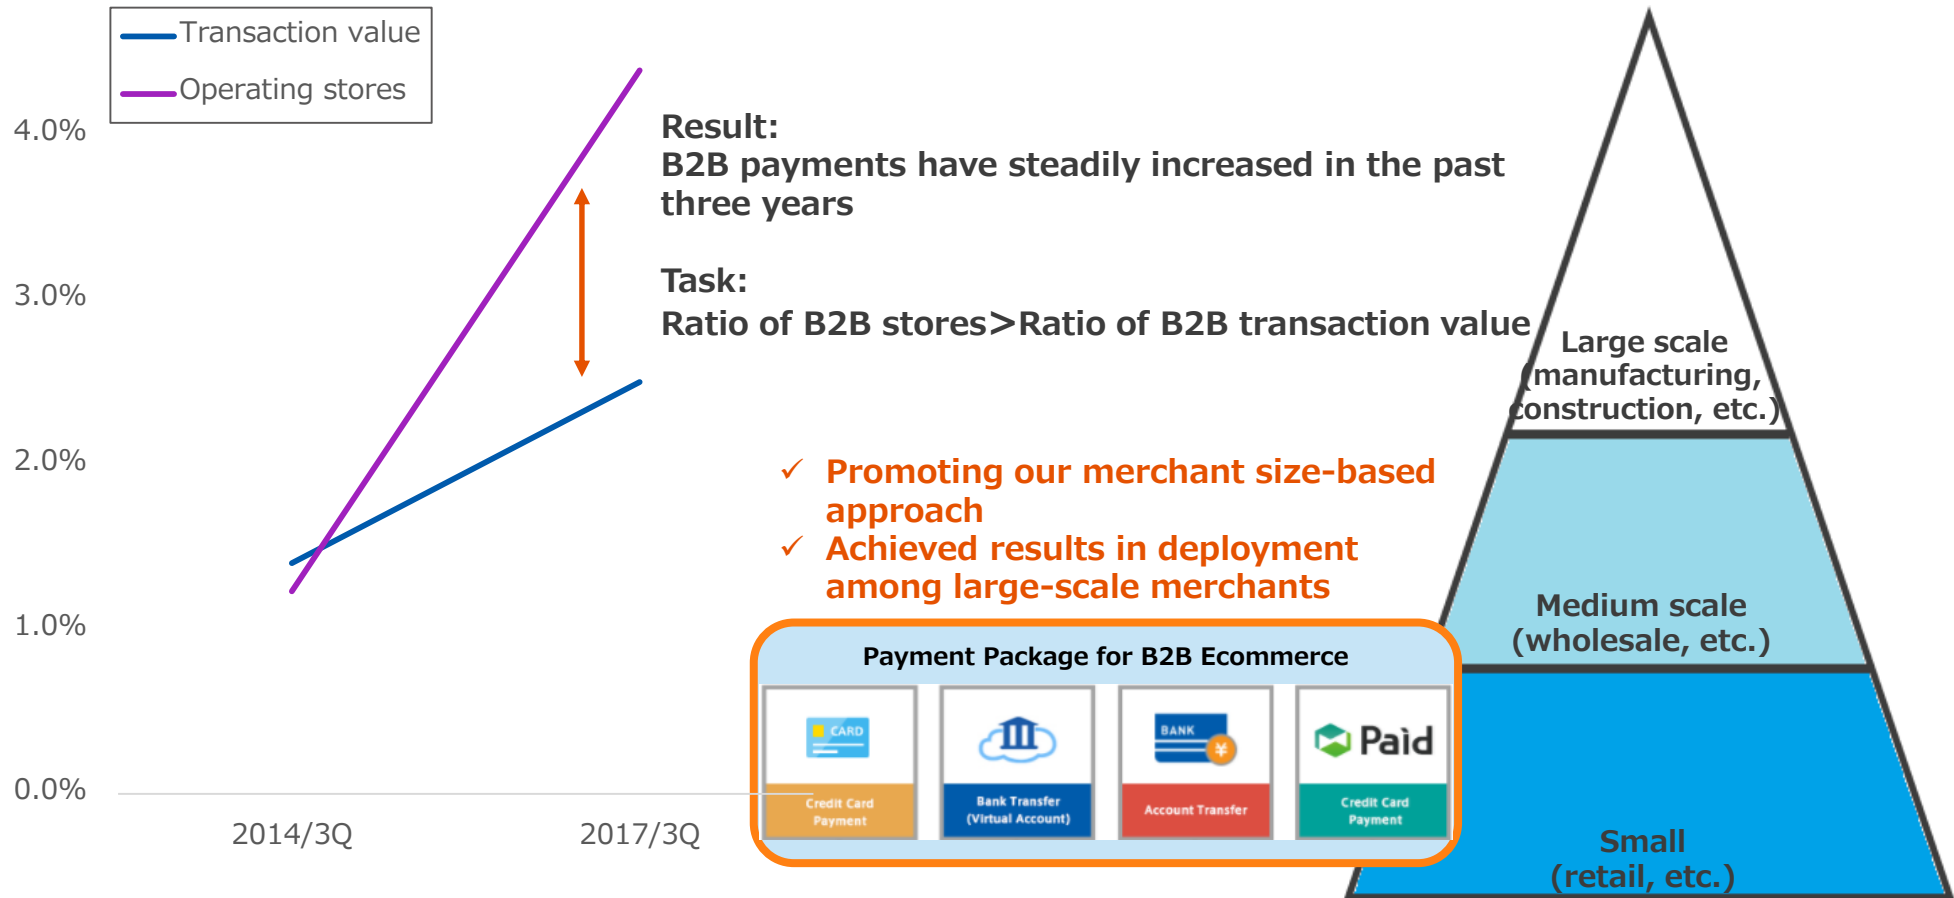 Transaction value
Operating stores
4.0%
3.0%
2.0%
1.0%
0.0%
2014/3Q
2017/3Q
Result:
B2B payments have steadily increased in the past
three years
Task:
Ratio of B2B stores>Ratio of B2B transaction value
✓ Promoting our merchant size-based
approach
✓ Achieved results in deployment
among large-scale merchants
Payment Package for B2B Ecommerce
CARD
Credit Card
Payment
Bank Transfer
(Virtual Account)
BANK
¥
Account Transfer
Paid
Credit Card
Payment
Large scale
(manufacturing,
construction, etc.)
Medium scale
(wholesale, etc.)
Small
(retail, etc.)